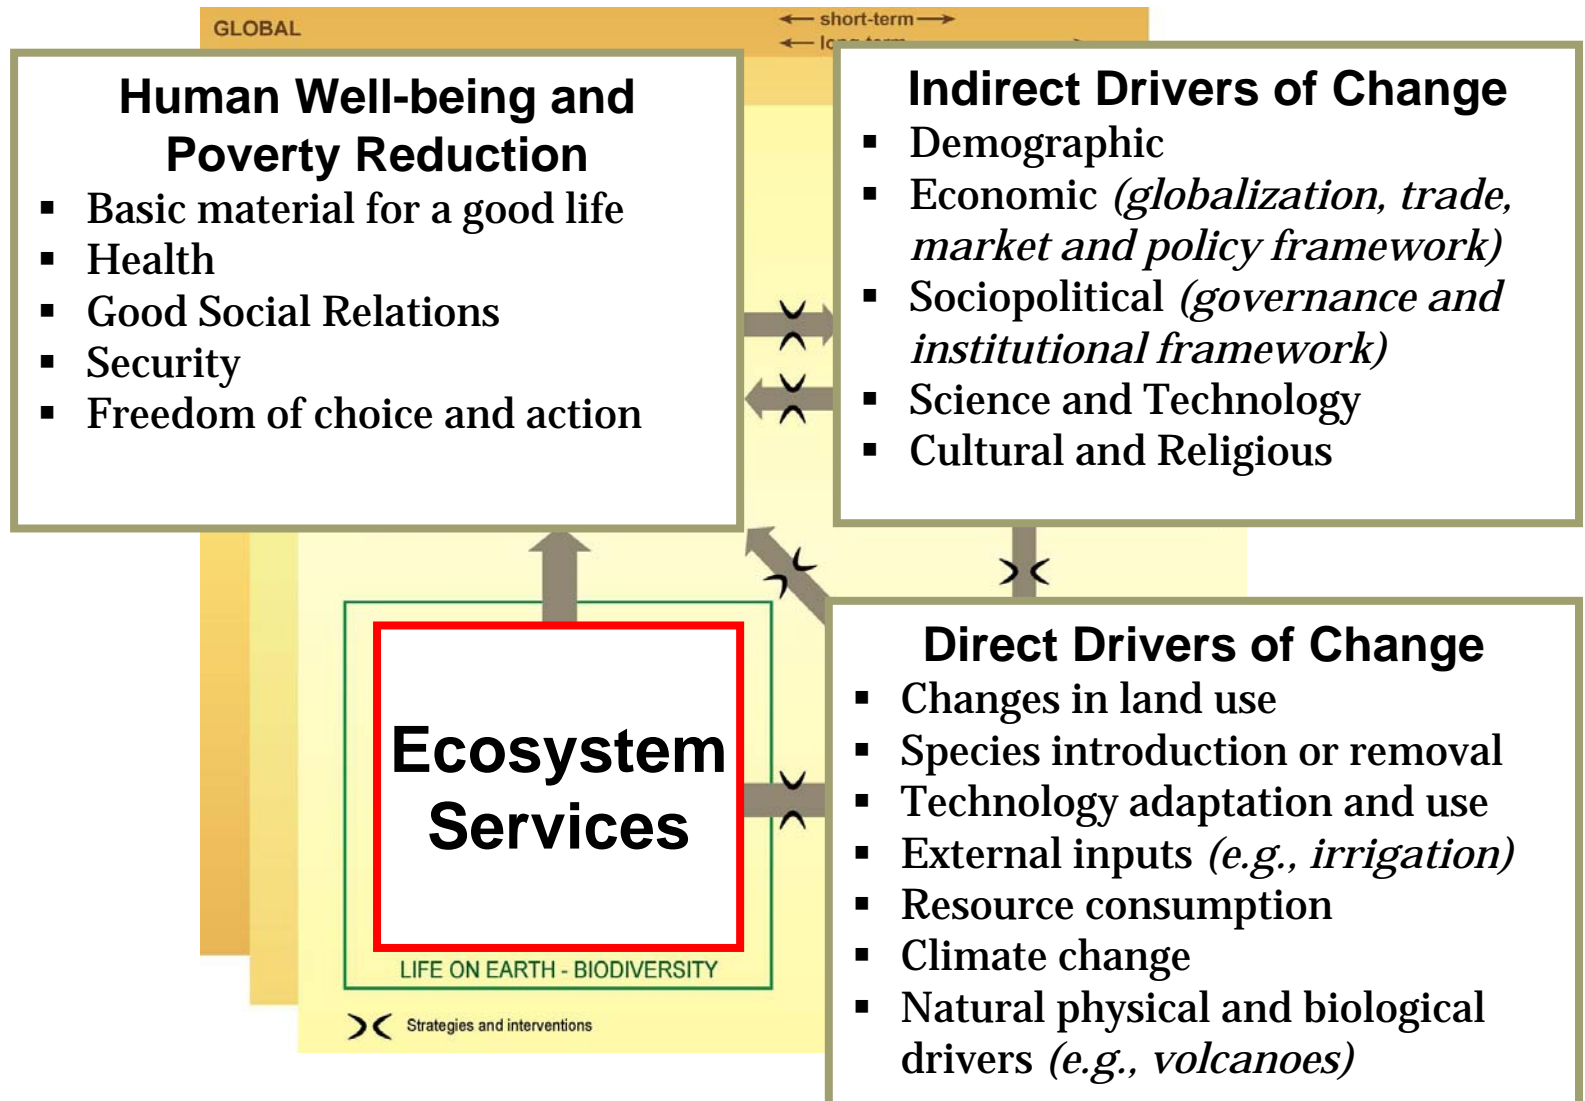 GLOBAL
short-term
Human Well-being and
Poverty Reduction
▪ Basic material for a good life
▪ Health
▪ Good Social Relations
▪ Security
▪ Freedom of choice and action
Indirect Drivers of Change
▪ Demographic
▪ Economic (globalization, trade,
market and policy framework)
▪ Sociopolitical (governance and
institutional framework)
▪ Science and Technology
▪ Cultural and Religious
Ecosystem
Services
LIFE ON EARTH - BIODIVERSITY
Strategies and interventions
Direct Drivers of Change
▪ Changes in land use
▪ Species introduction or removal
▪ Technology adaptation and use
▪ External inputs (e.g., irrigation)
▪ Resource consumption
▪ Climate change
▪ Natural physical and biological
drivers (e.g., volcanoes)